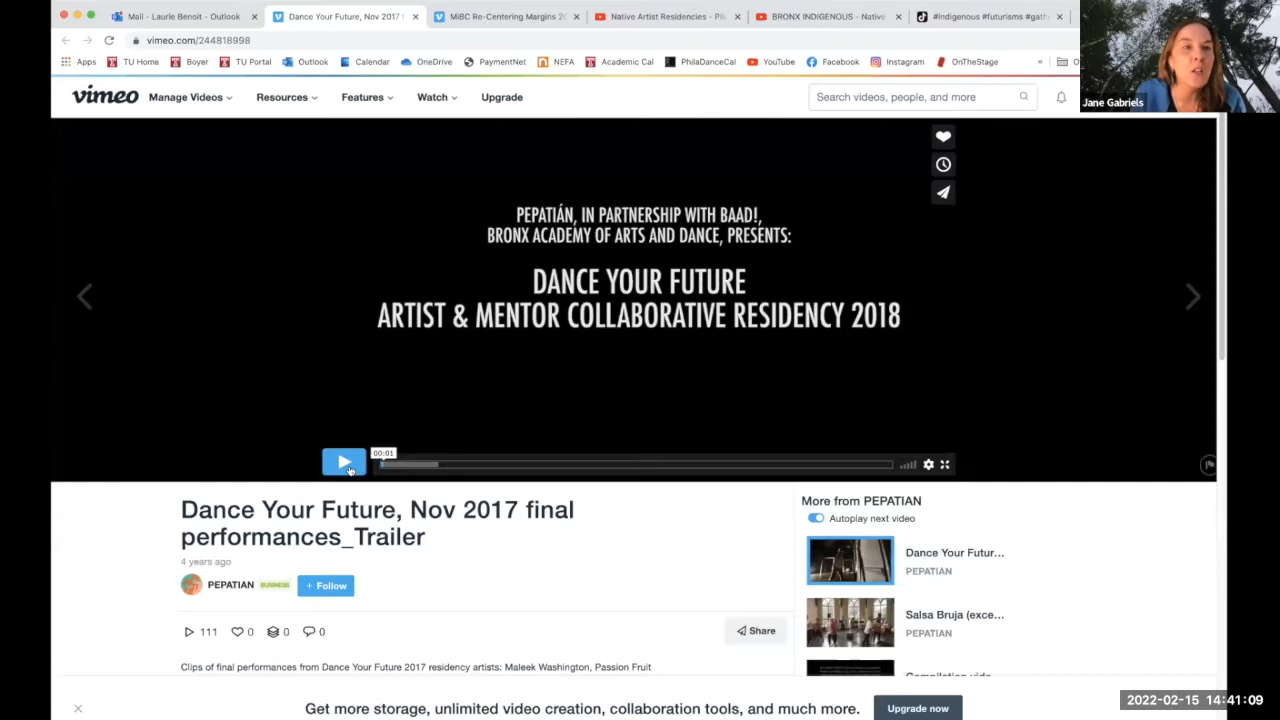 Mail - Laurie Benoit - Outlook
Dance Your Future, Nov 2017 f
MiBC Re-Centering Margins 20
Native Artist Residencies - Pil
BRONX INDIGENOUS - Native
#Indigenous #futurisms #gath
vimeo.com/244818998
Apps TU Home Boyer TU Portal Outlook Calendar OneDrive PaymentNet NEFA Academic Cal PhilaDanceCal YouTube Facebook Instagram OnTheStage »
Jane Gabriels
vimeo Manage Videos Resources Features Watch Upgrade
Search videos, people, and more
PEPATIÁN, IN PARTNERSHIP WITH BAAD!,
BRONX ACADEMY OF ARTS AND DANCE, PRESENTS:
DANCE YOUR FUTURE
ARTIST & MENTOR COLLABORATIVE RESIDENCY 2018
00:01
Dance Your Future, Nov 2017 final
performances_Trailer
4 years ago
PEPATIAN BUSINESS + Follow
111 0 0 0
Share
Clips of final performances from Dance Your Future 2017 residency artists: Maleek Washington, Passion Fruit
More from PEPATIAN
Autoplay next video
Dance Your Futur...
PEPATIAN
Salsa Bruja (exce...
PEPATIAN
Get more storage, unlimited video creation, collaboration tools, and much more.
Upgrade now
2022-02-15 14:41:09